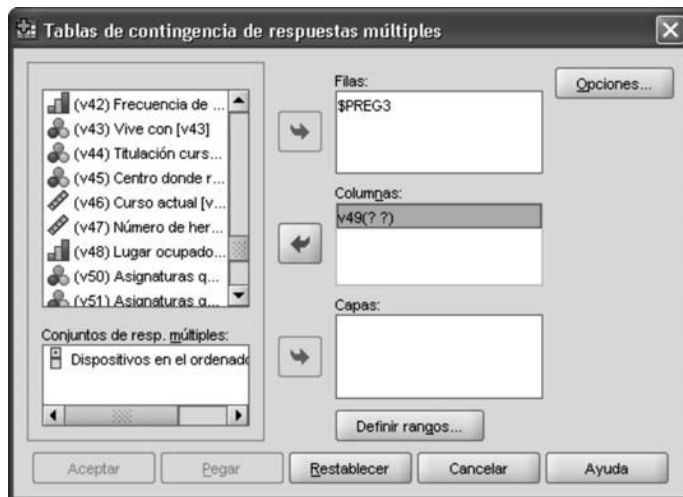 Tablas de contingencia de respuestas múltiples
(v42) Frecuencia de ...
(v43) Vive con [v43]
(v44) Titulación curs...
(v45) Centro donde r...
(v46) Curso actual [v...
(v47) Número de her...
(v48) Lugar ocupado...
(v50) Asignaturas q...
(v51) Asignaturas q...
Conjuntos de resp. múltiples:
Dispositivos en el ordenado
Filas:
$PREG3
Columnas:
v49(? ?)
Capas:
Definir rangos...
Opciones...
Aceptar
Pegar
Restablecer
Cancelar
Ayuda